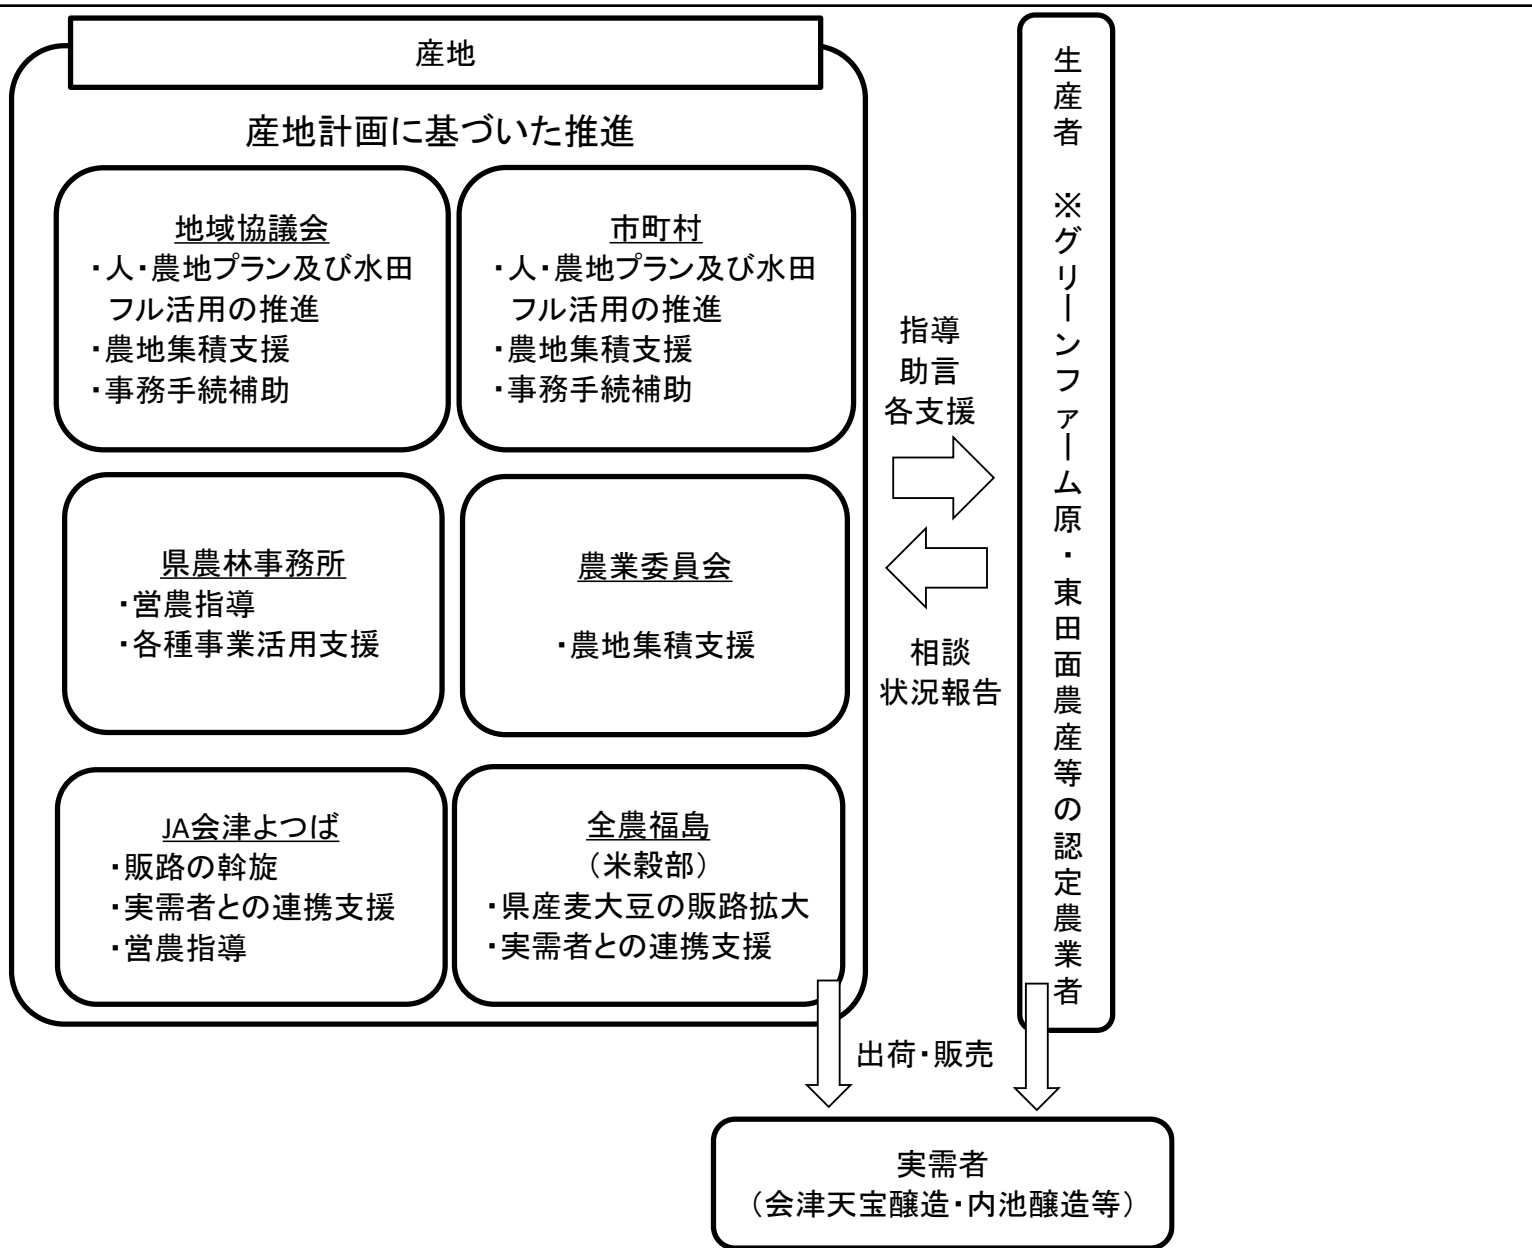 産地
産地計画に基づいた推進
地域協議会
・人・農地プラン及び水田
フル活用の推進
・農地集積支援
・事務手続補助
市町村
・人・農地プラン及び水田
フル活用の推進
・農地集積支援
・事務手続補助
県農林事務所
・営農指導
・各種事業活用支援
農業委員会
・農地集積支援
JA会津よつば
・販路の斡旋
・実需者との連携支援
・営農指導
全農福島
（米穀部）
・県産麦大豆の販路拡大
・実需者との連携支援
指導
助言
各支援
相談
状況報告
生産者　※グリーンファーム原・東田面農産等の認定農業者
出荷・販売
実需者
（会津天宝醸造・内池醸造等）